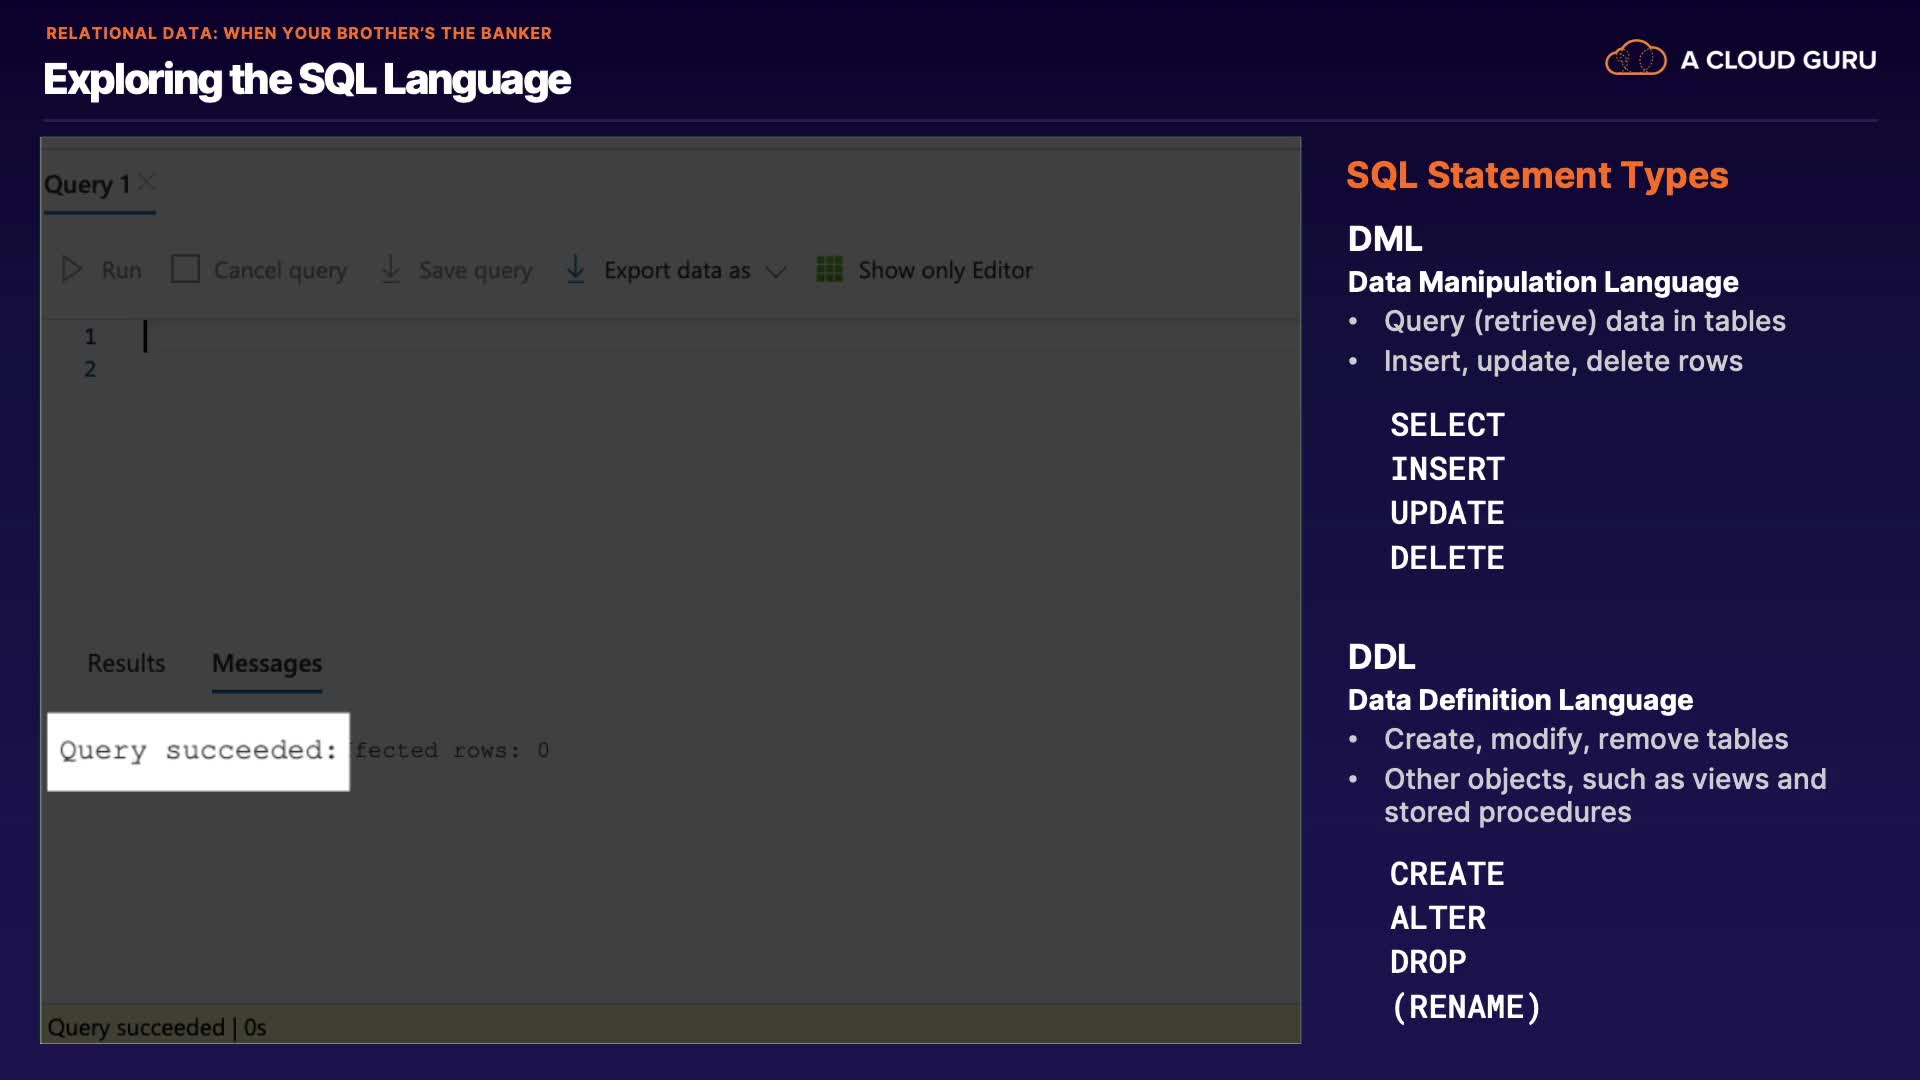 RELATIONAL DATA: WHEN YOUR BROTHER'S THE BANKER
Exploring the SQL Language
A CLOUD GURU
Query 1
Run Cancel query Save query Export data as Show only Editor
1
2
Results Messages
Query succeeded: fected rows: 0
Query succeeded | 0s
SQL Statement Types
DML
Data Manipulation Language
• Query (retrieve) data in tables
• Insert, update, delete rows
SELECT
INSERT
UPDATE
DELETE
DDL
Data Definition Language
• Create, modify, remove tables
• Other objects, such as views and
stored procedures
CREATE
ALTER
DROP
(RENAME)